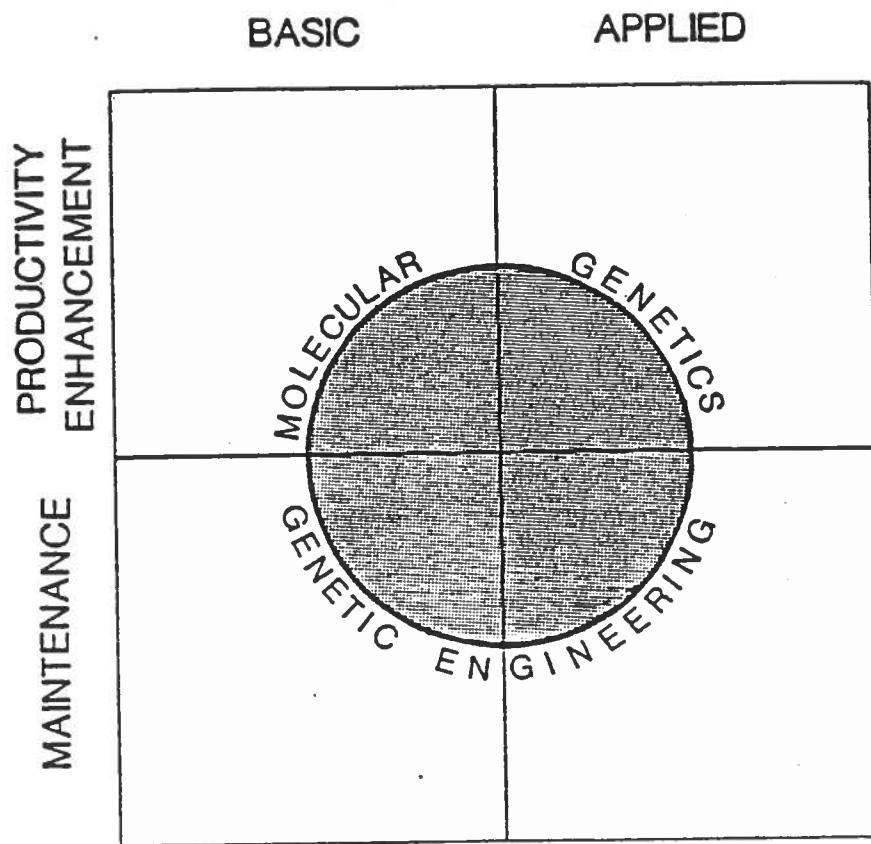 BASIC APPLIED
PRODUCTIVITY
ENHANCEMENT
MOLECULAR GENETICS
MAINTENANCE
GENETIC ENGINEERING